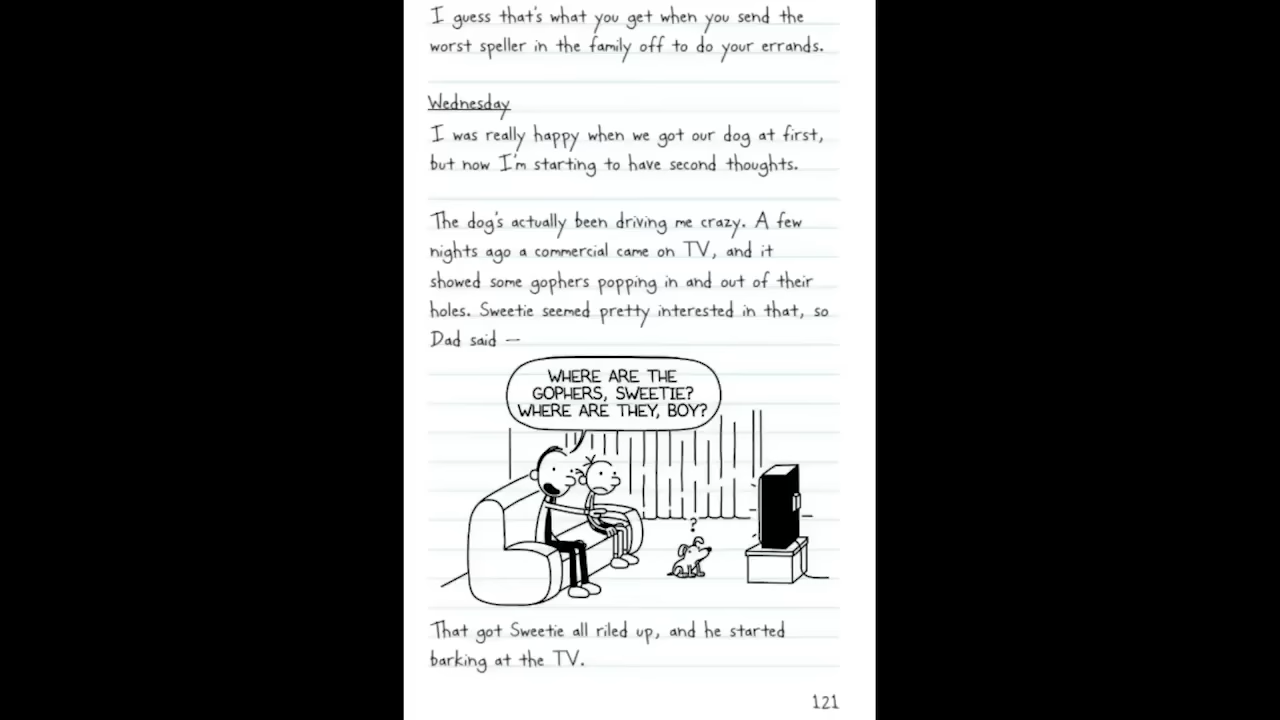 I guess that's what you get when you send the
worst speller in the family off to do your errands.
Wednesday
I was really happy when we got our dog at first,
but now I'm starting to have second thoughts.
The dog's actually been driving me crazy. A few
nights ago a commercial came on TV, and it
showed some gophers popping in and out of their
holes. Sweetie seemed pretty interested in that, so
Dad said —
WHERE ARE THE
GOPHERS, SWEETIE?
WHERE ARE THEY, BOY?
?
That got Sweetie all riled up, and he started
barking at the TV.
121